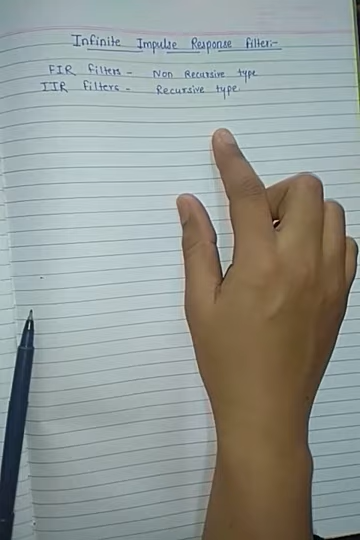 Infinite Impulse Response filter:-
FIR filters - Non Recursive type
IIR filters - Recursive type.